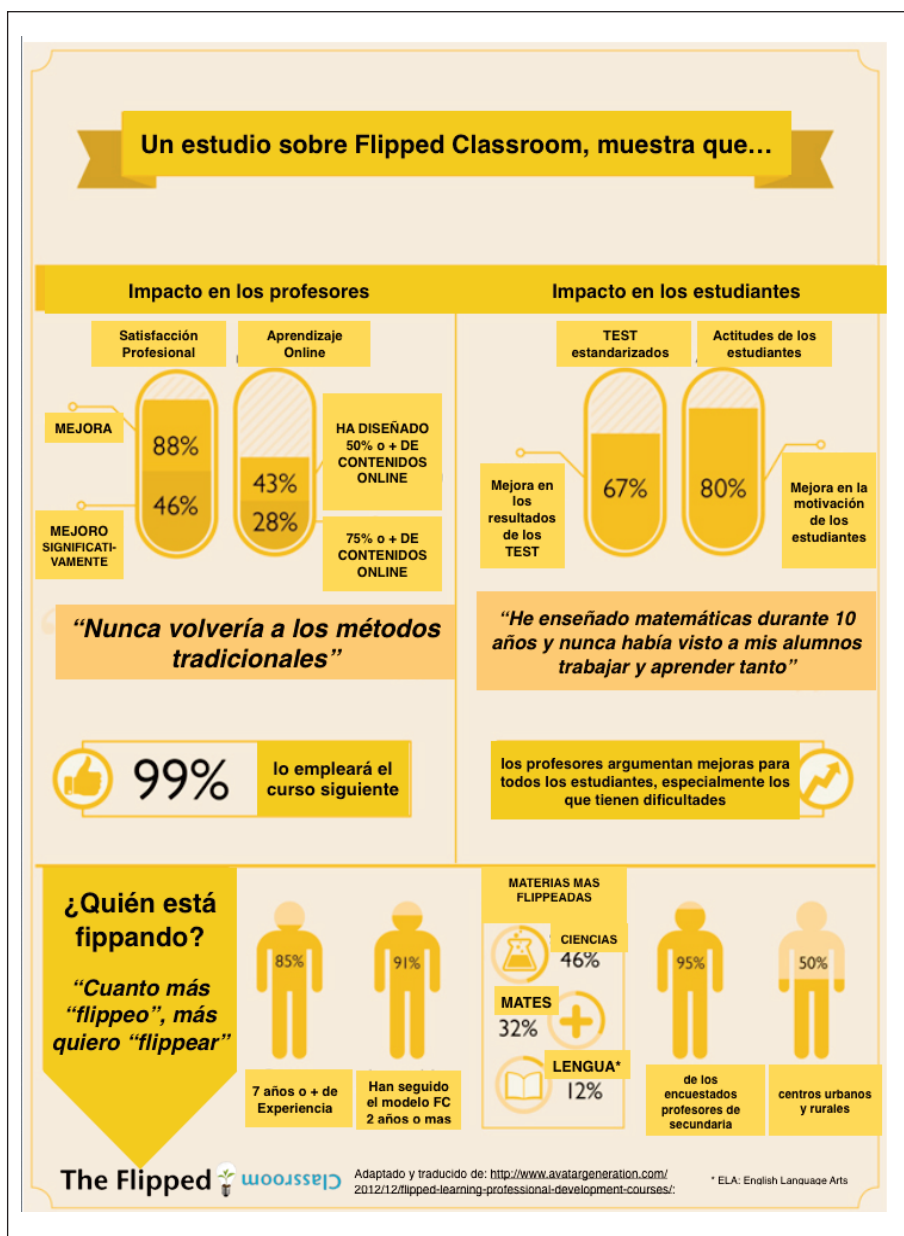 Un estudio sobre Flipped Classroom, muestra que…
Impacto en los profesores
Satisfacción
Profesional
Aprendizaje
Online
MEJORA
88%
46%
MEJORO
SIGNIFICATI-
VAMENTE
43%
28%
HA DISEÑADO
50% o + DE
CONTENIDOS
ONLINE
75% o + DE
CONTENIDOS
ONLINE
“Nunca volvería a los métodos
tradicionales”
99%
lo empleará el
curso siguiente
Impacto en los estudiantes
TEST
estandarizados
Actitudes de los
estudiantes
Mejora en
los
resultados
de los
TEST
67%
80%
Mejora en la
motivación
de los
estudiantes
“He enseñado matemáticas durante 10
años y nunca había visto a mis alumnos
trabajar y aprender tanto”
los profesores argumentan mejoras para
todos los estudiantes, especialmente los
que tienen dificultades
¿Quién está
fippando?
“Cuanto más
“flippeo”, más
quiero “flippear”
85%
7 años o + de
Experiencia
91%
Han seguido
el modelo FC
2 años o mas
MATERIAS MAS
FLIPPEADAS
CIENCIAS
46%
MATES
32%
LENGUA*
12%
95%
de los
encuestados
profesores de
secundaria
50%
centros urbanos
y rurales
The Flipped Classroom
Adaptado y traducido de: http://www.avatargeneration.com/
2012/12/flipped-learning-professional-development-courses/:
* ELA: English Language Arts